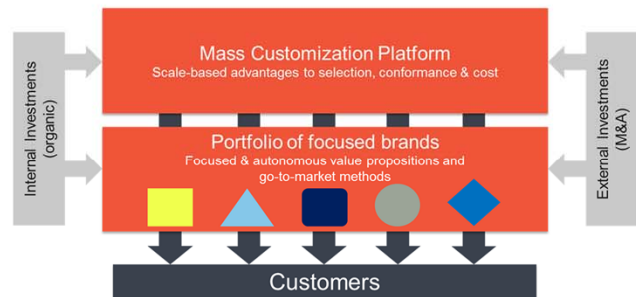 Mass Customization Platform
Scale-based advantages to selection, conformance & cost
Internal Investments
(organic)
External Investments
(M&A)
Portfolio of focused brands
Focused & autonomous value propositions and
go-to-market methods
Customers